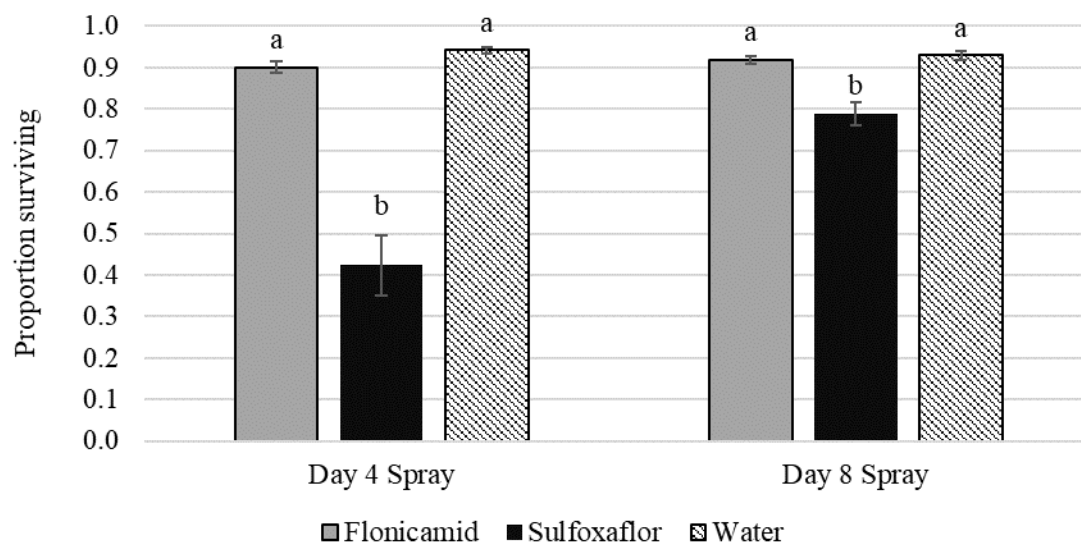 Proportion surviving
1.0
0.9
0.8
0.7
0.6
0.5
0.4
0.3
0.2
0.1
0.0
a
b
a
a
b
a
Day 4 Spray
Day 8 Spray
Flonicamid Sulfoxaflor Water